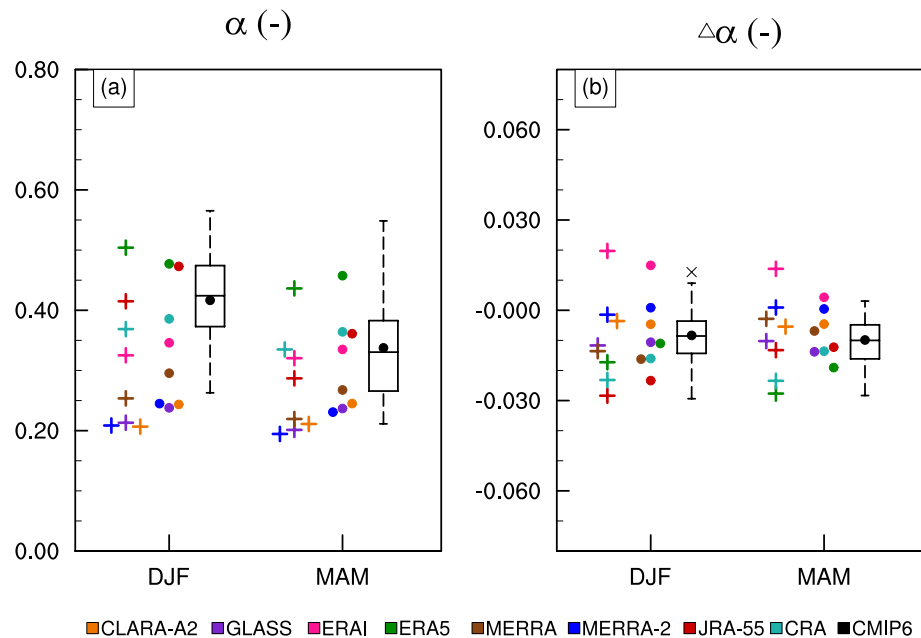 α (-)
△α (-)
(a)
0.80
0.60
0.40
0.20
0.00
DJF
MAM
(b)
0.060
0.030
-0.000
-0.030
-0.060
DJF
MAM
CLARA-A2 GLASS ERAI ERA5 MERRA MERRA-2 JRA-55 CRA CMIP6